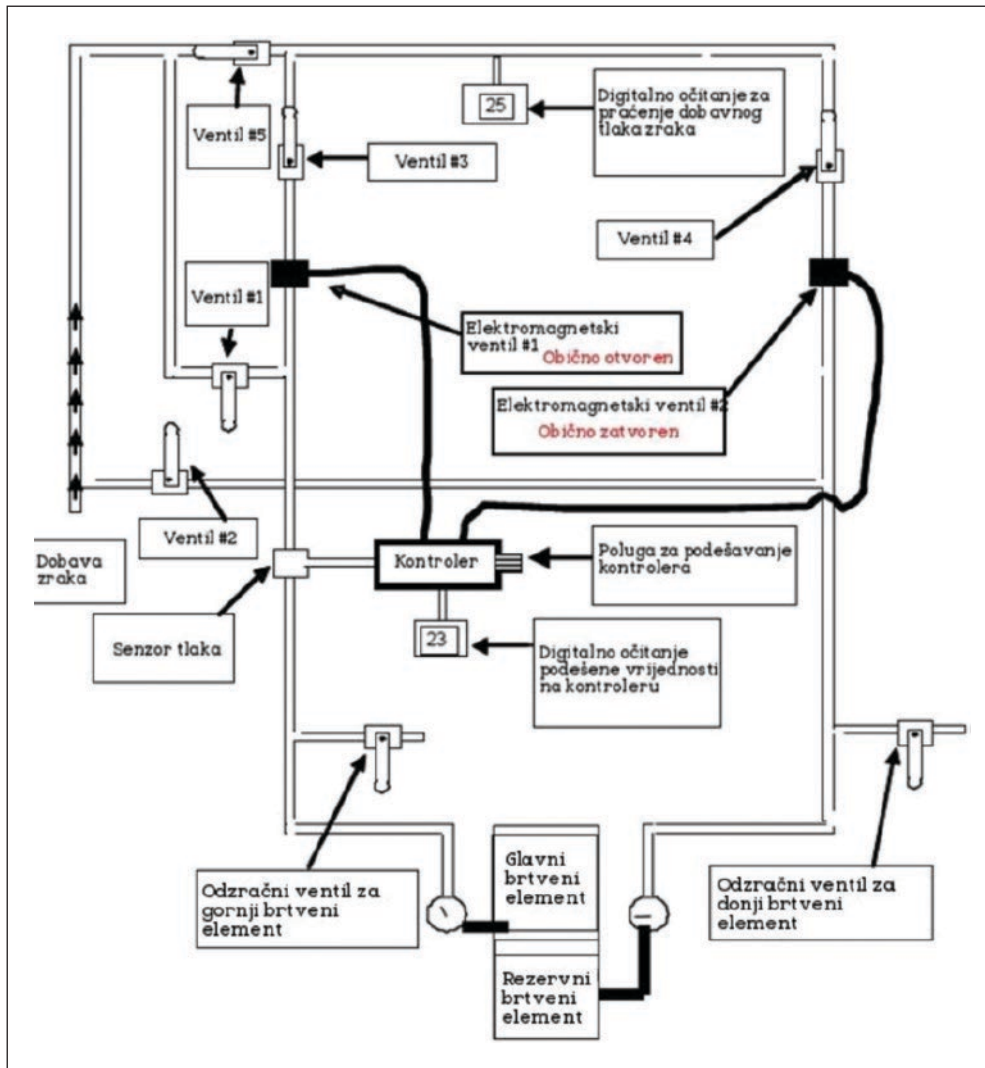 25
Digitalno očitanje za
praćenje dobavnog
tlaka zraka
Ventil #5
Ventil #3
Ventil #4
Ventil #1
Elektromagnetski
ventil #1
Obično otvoren
Elektromagnetski ventil #2
Obično zatvoren
Ventil #2
Dobava
zraka
Kontroler
Poluga za podešavanje
kontrolera
Senzor tlaka
23
Digitalno očitanje
podešene vrijednosti
na kontroleru
Odzračni ventil za
gornji brtveni
element
Glavni
brtveni
element
Odzračni ventil za
donji brtveni
element
Rezervni
brtveni
element